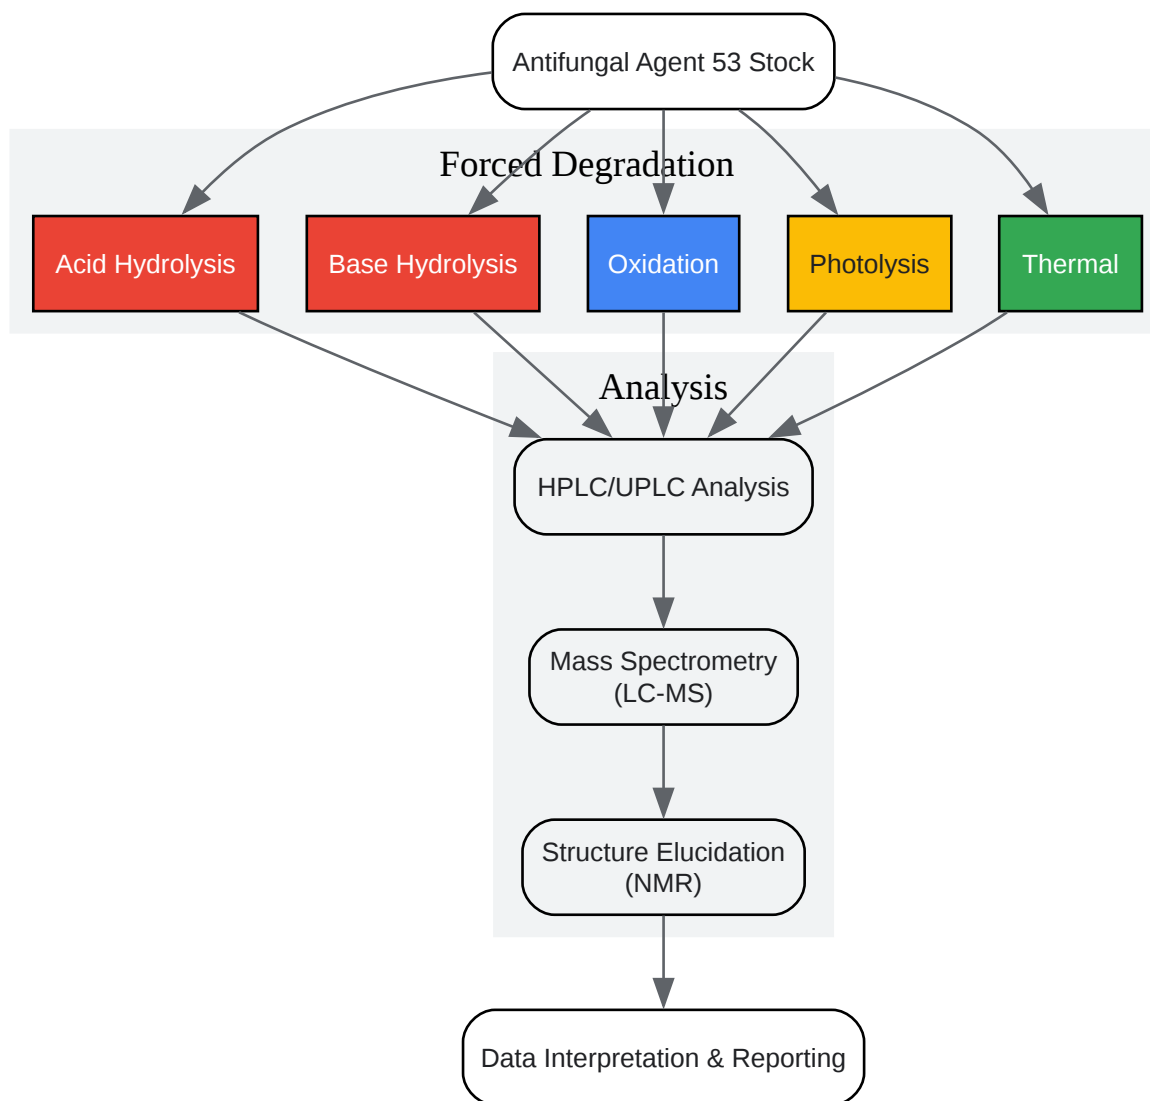 Antifungal Agent 53 Stock
Forced Degradation
Acid Hydrolysis
Base Hydrolysis
Oxidation
Photolysis
Thermal
Analysis
HPLC/UPLC Analysis
Mass Spectrometry
(LC-MS)
Structure Elucidation
(NMR)
Data Interpretation & Reporting